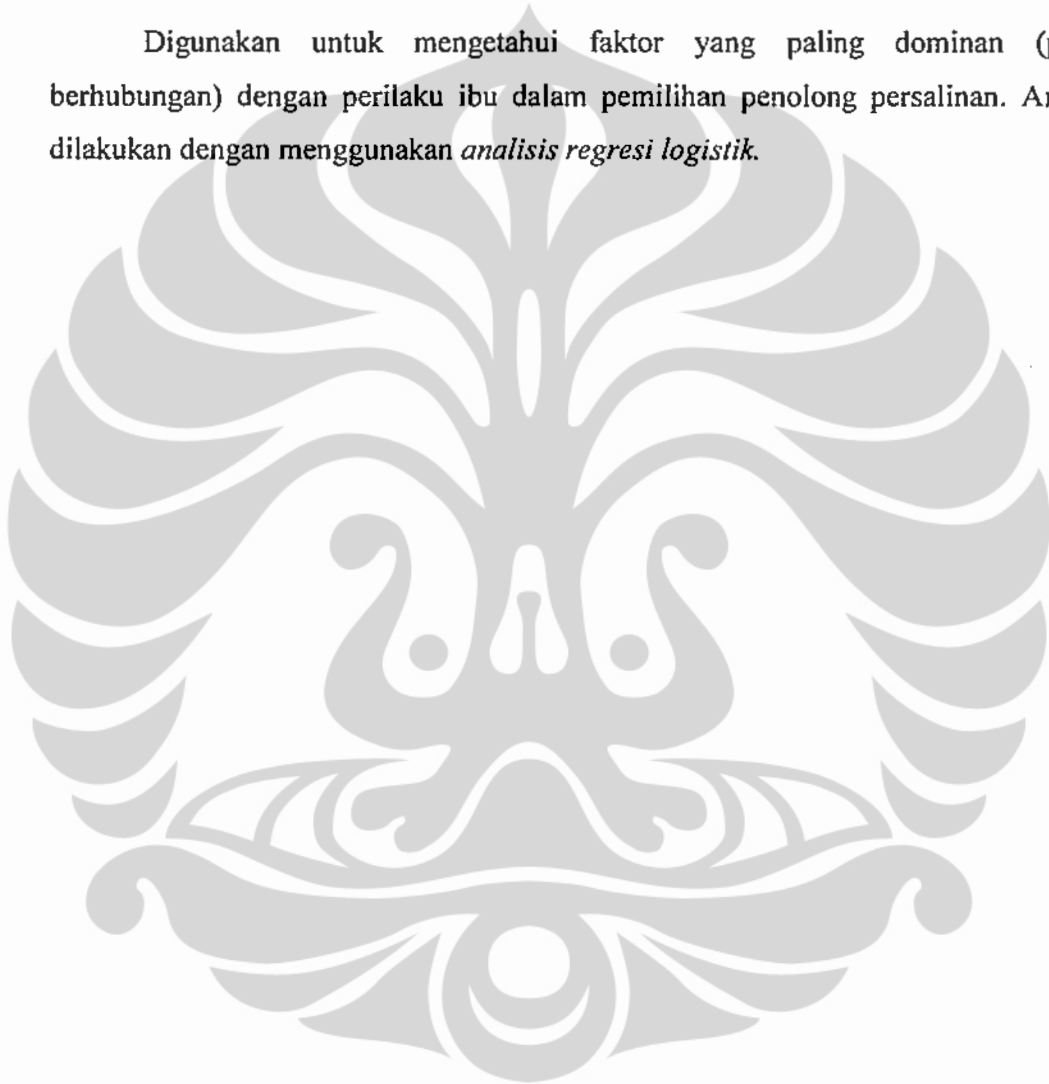 Digunakan untuk mengetahui faktor yang paling dominan
berhubungan) dengan perilaku ibu dalam pemilihan penolong persalinan.
dilakukan dengan menggunakan analisis regresi logistik.